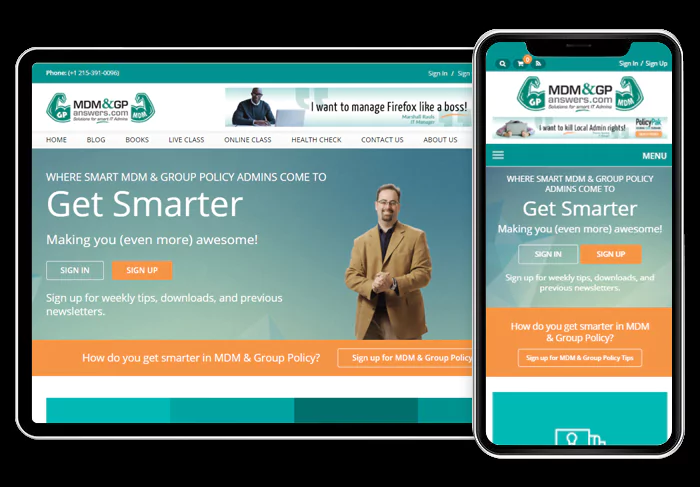 Phone: (+1 215-391-0096)
Sign In / Sign
GP
MDM&GP
answers.com
Solutions for smart IT Admins
MDM
I want to manage Firefox like a boss!
Marshall Buols
IT Manager
HOME BLOG BOOKS LIVE CLASS ONLINE CLASS HEALTH CHECK CONTACT US ABOUT US
WHERE SMART MDM & GROUP POLICY ADMINS COME TO
Get Smarter
Making you (even more) awesome!
SIGN IN SIGN UP
Sign up for weekly tips, downloads, and previous
newsletters.
How do you get smarter in MDM & Group Policy? Sign up for MDM & Group Policy
0
Sign In / Sign Up
GP
MDM&GP
answers.com
Solutions for smart IT Admins
MDM
I want to kill Local Admin rights!
PolicyPak
MENU
WHERE SMART MDM & GROUP POLICY
ADMINS COME TO
Get Smarter
Making you (even more) awesome!
SIGN IN SIGN UP
Sign up for weekly tips, downloads, and
previous newsletters.
How do you get smarter in MDM
& Group Policy?
Sign up for MDM & Group Policy Tips